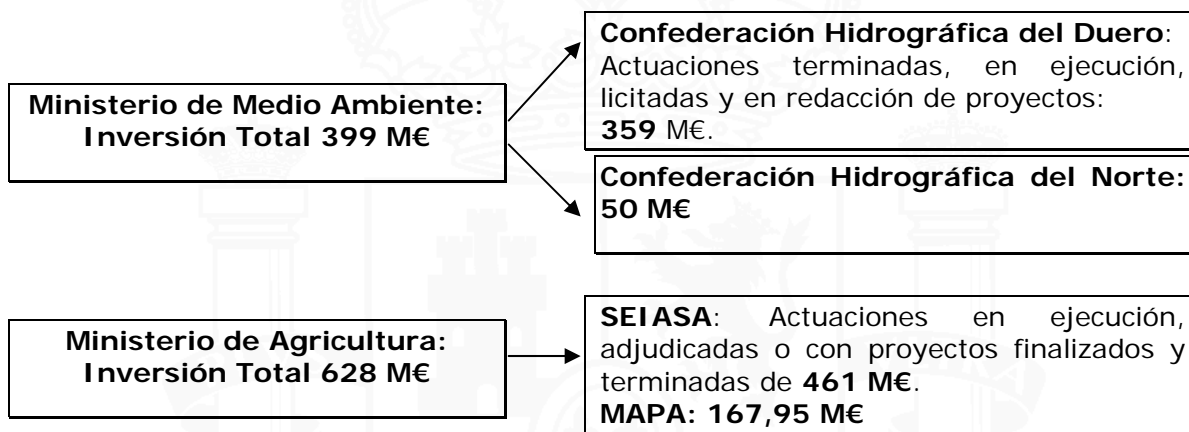 Ministerio de Medio Ambiente:
Inversión Total 399 M€
Confederación Hidrográfica del Duero:
Actuaciones terminadas, en ejecución,
licitadas y en redacción de proyectos:
359 M€.
Confederación Hidrográfica del Norte:
50 M€
Ministerio de Agricultura:
Inversión Total 628 M€
SEIASA: Actuaciones en ejecución,
adjudicadas o con proyectos finalizados y
terminadas de 461 M€.
MAPA: 167,95 M€